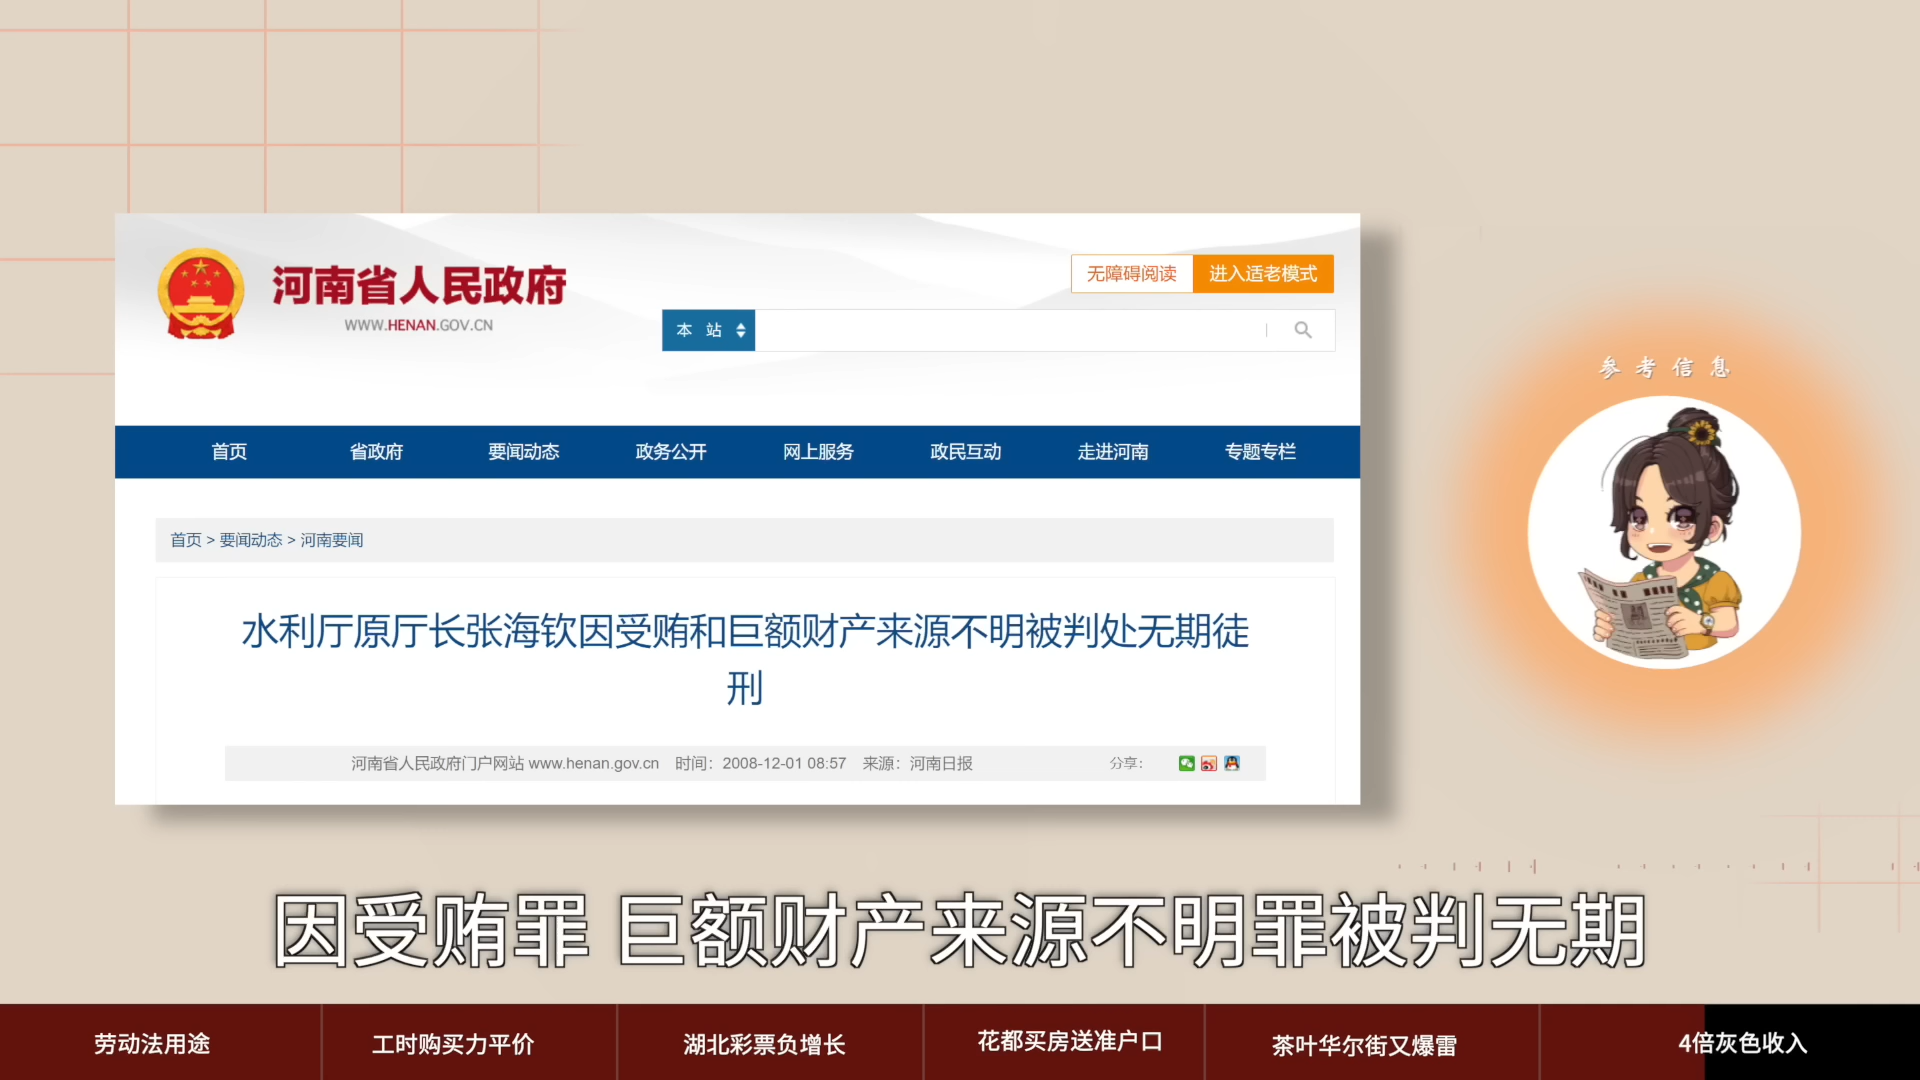 河南省人民政府
WWW.HENAN.GOV.CN
无障碍阅读 进入适老模式
本 站
首页 省政府 要闻动态 政务公开 网上服务 政民互动 走进河南 专题专栏
首页 > 要闻动态 > 河南要闻
水利厅原厅长张海钦因受贿和巨额财产来源不明被判处无期徒
刑
河南省人民政府门户网站 www.henan.gov.cn 时间：2008-12-01 08:57 来源：河南日报 分享：
参考信息
因受贿罪 巨额财产来源不明罪被判无期
劳动法用途 工时购买力平价 湖北彩票负增长 花都买房送准户口 茶叶华尔街又爆雷 4倍灰色收入